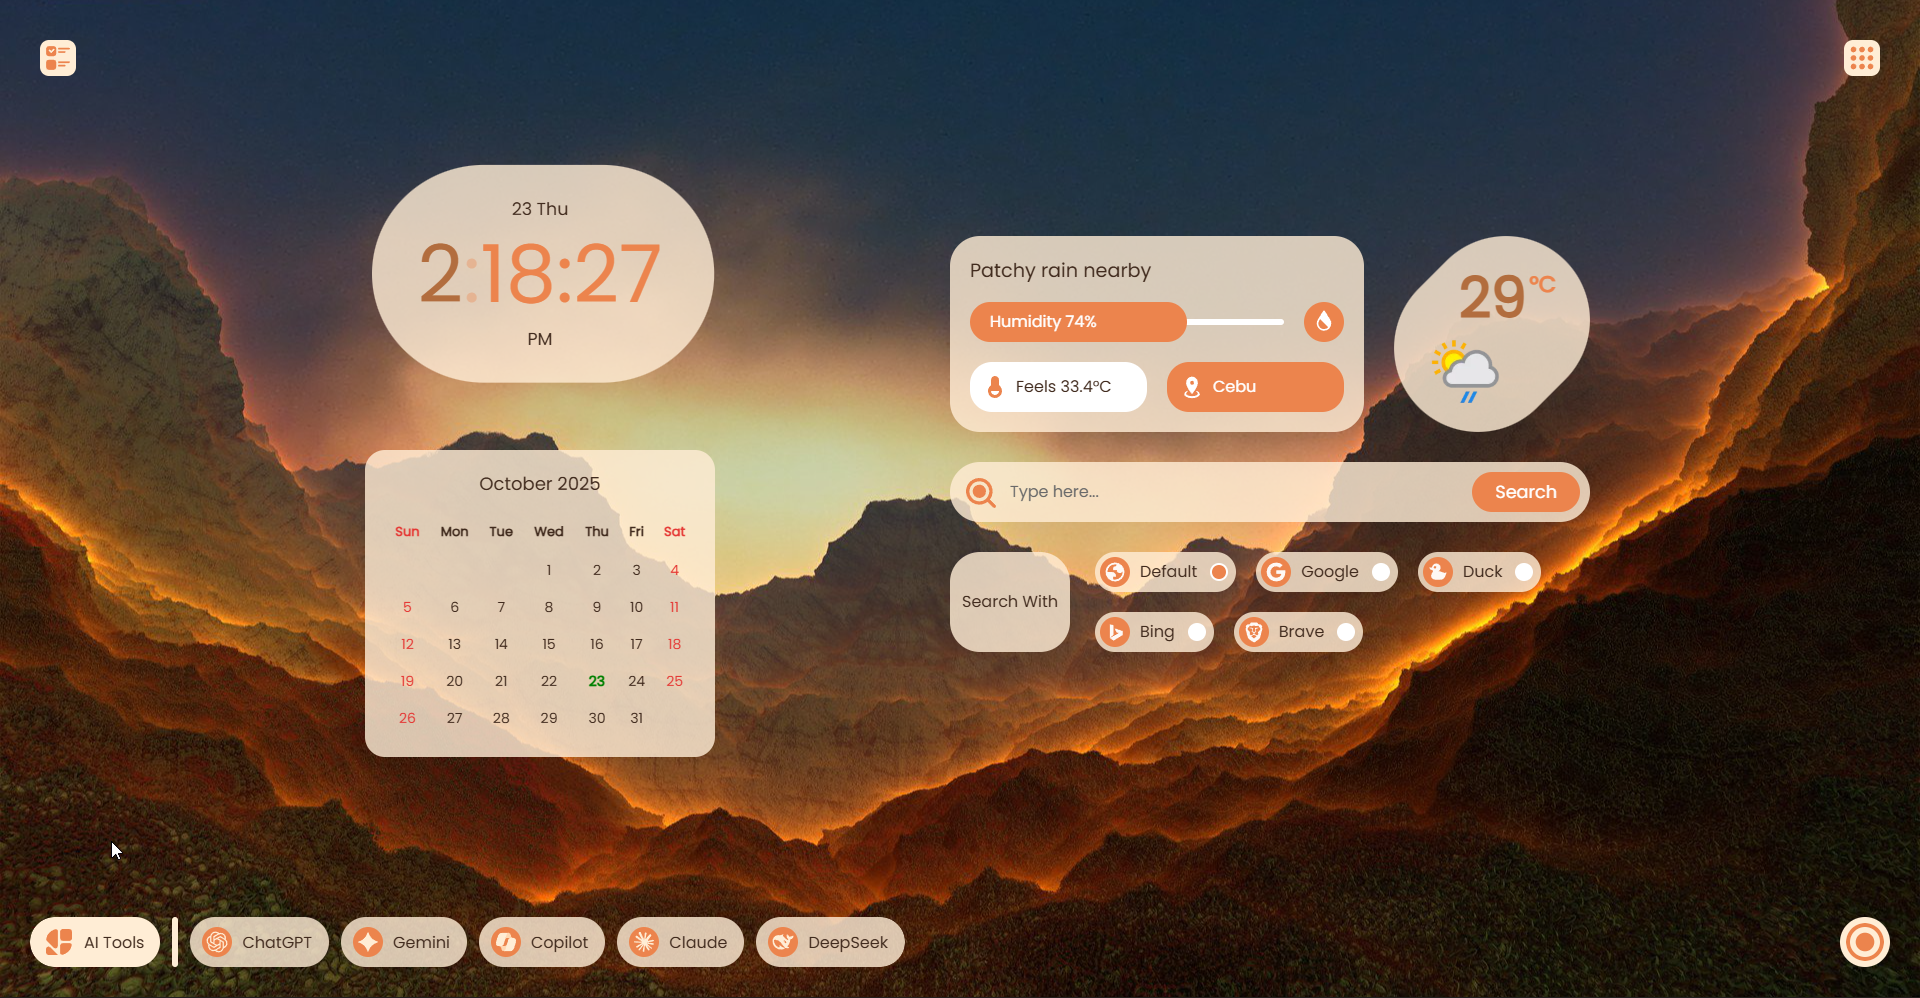 23 Thu
2:18:27
PM
October 2025
Sun Mon Tue Wed Thu Fri Sat
1 2 3 4
5 6 7 8 9 10 11
12 13 14 15 16 17 18
19 20 21 22 23 24 25
26 27 28 29 30 31
Patchy rain nearby
Humidity 74%
Feels 33.4°C Cebu
29 °C
Type here... Search
Search With
Default Google Duck
Bing Brave
AI Tools ChatGPT Gemini Copilot Claude DeepSeek